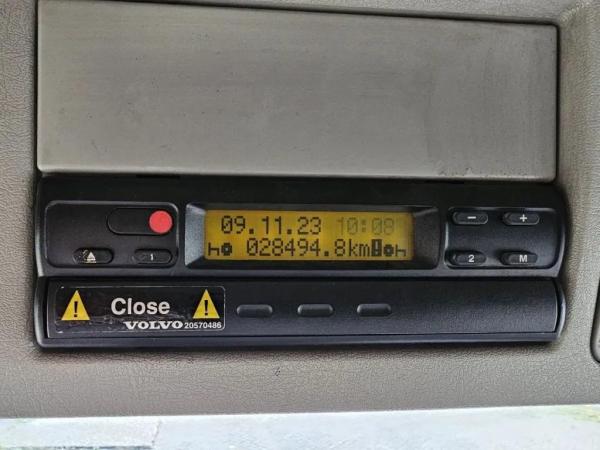 09.11.23 10:08
h 028494.8km h
1
- +
2 M
Close
VOLVO 20570486